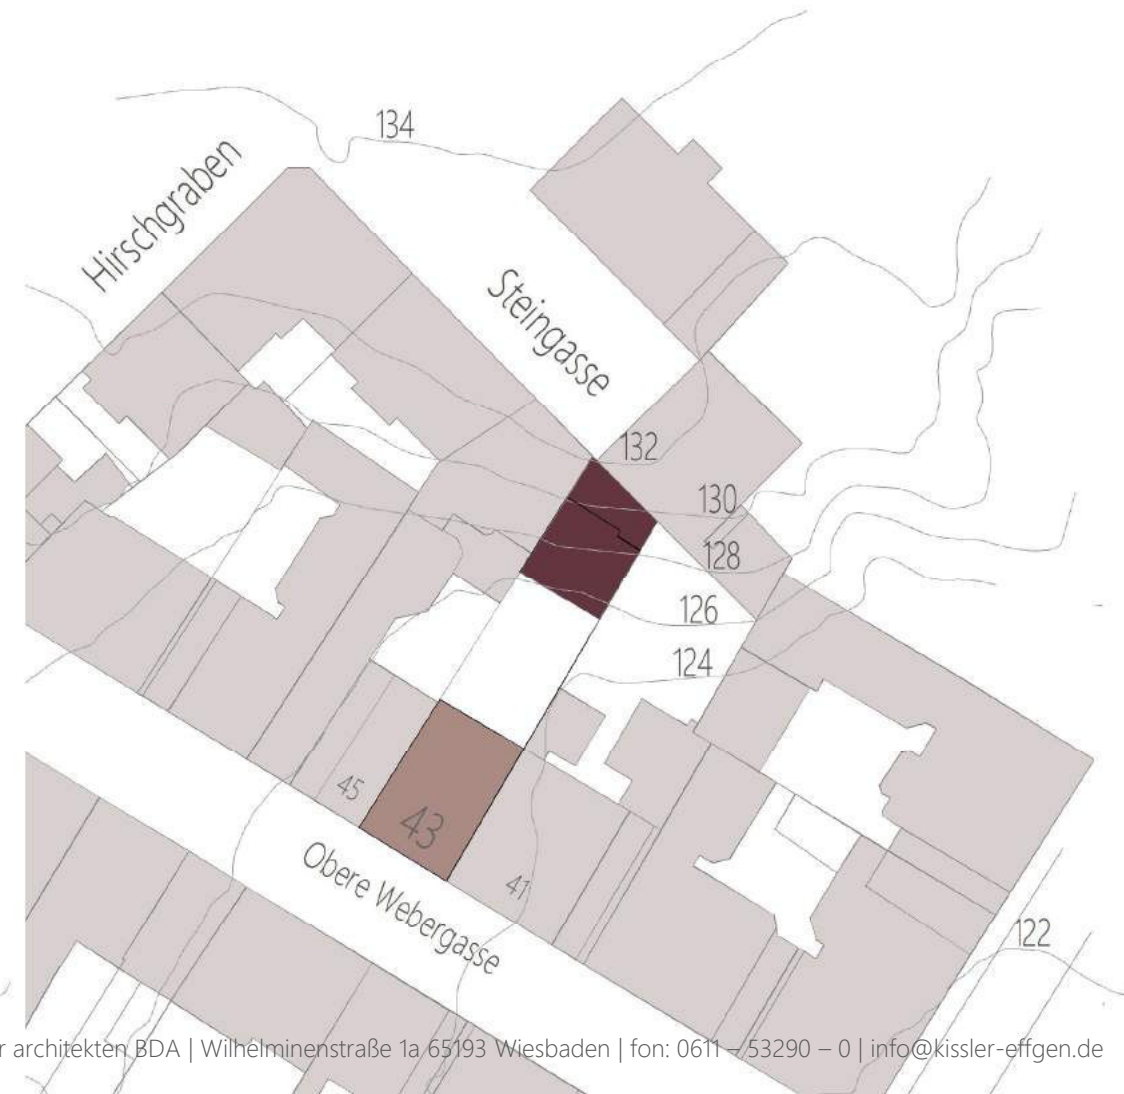 134
Hirschgraben
Steingasse
132
130
128
126
124
45
43
41
Obere Webergasse
122
r architekten BDA | Wilhelminenstraße 1a 65193 Wiesbaden | fon: 0611 – 53290 – 0 | info@kissler-effgen.de